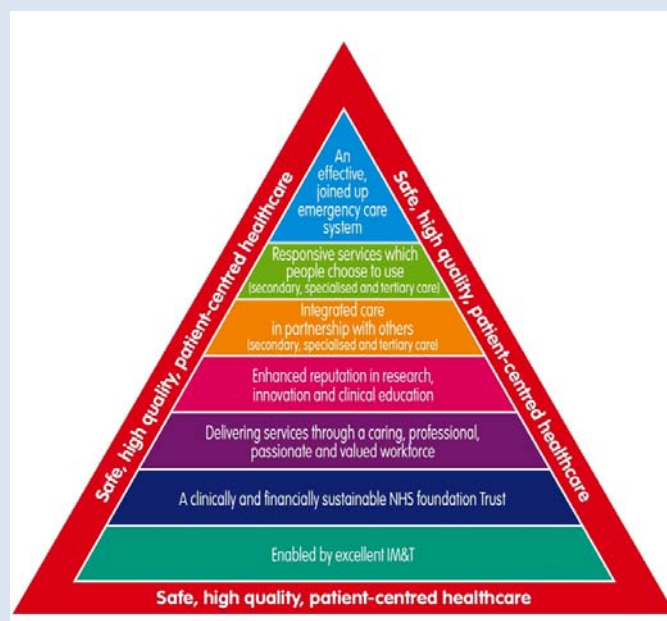 Safe, high quality, patient-centred healthcare
Safe, high quality, patient-centred healthcare
An
effective,
joined up
emergency care
system
Responsive services which
people choose to use
(secondary, specialised and tertiary care)
Integrated care
in partnership with others
(secondary, specialised and tertiary care)
Enhanced reputation in research,
innovation and clinical education
Delivering services through a caring, professional,
passionate and valued workforce
A clinically and financially sustainable NHS foundation Trust
Enabled by excellent IM&T
Safe, high quality, patient-centred healthcare